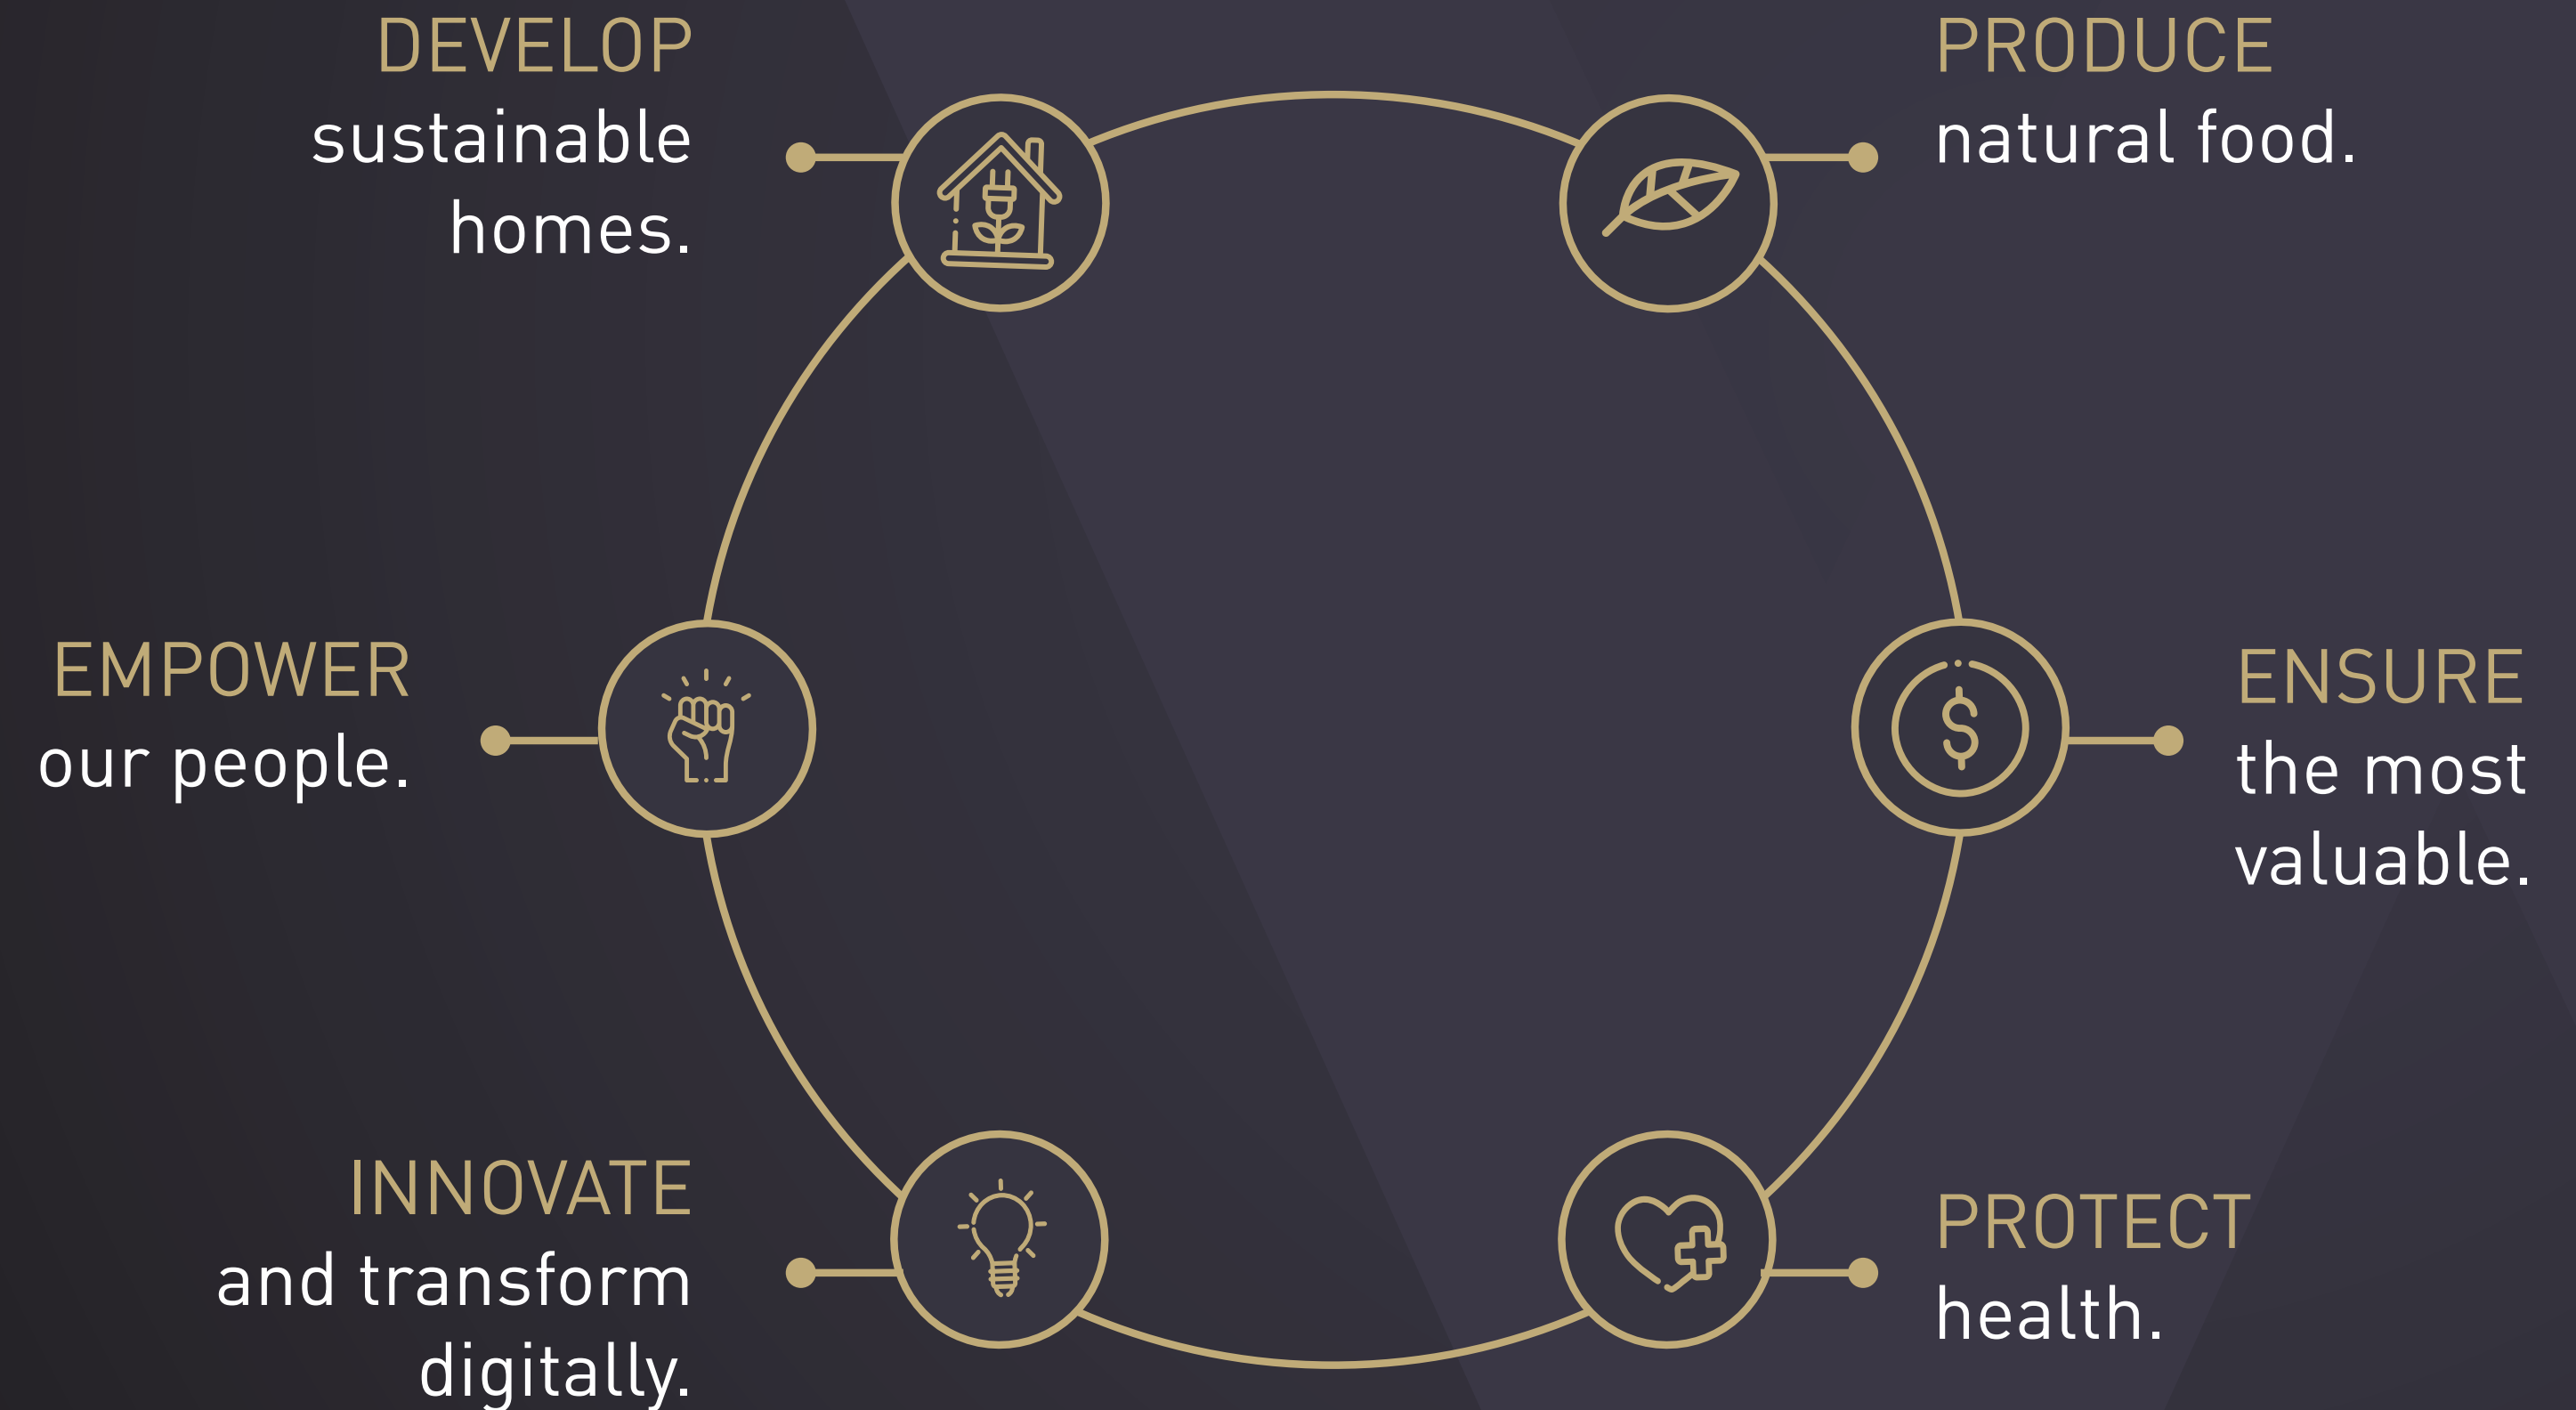 DEVELOP
sustainable
homes.
PRODUCE
natural food.
EMPOWER
our people.
ENSURE
the most
valuable.
INNOVATE
and transform
digitally.
PROTECT
health.